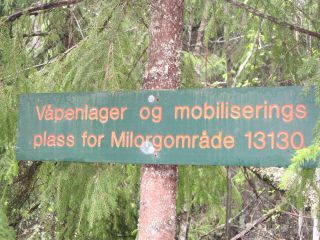 Våpenlager og mobiliserings
plass for Milorgområde 13130.